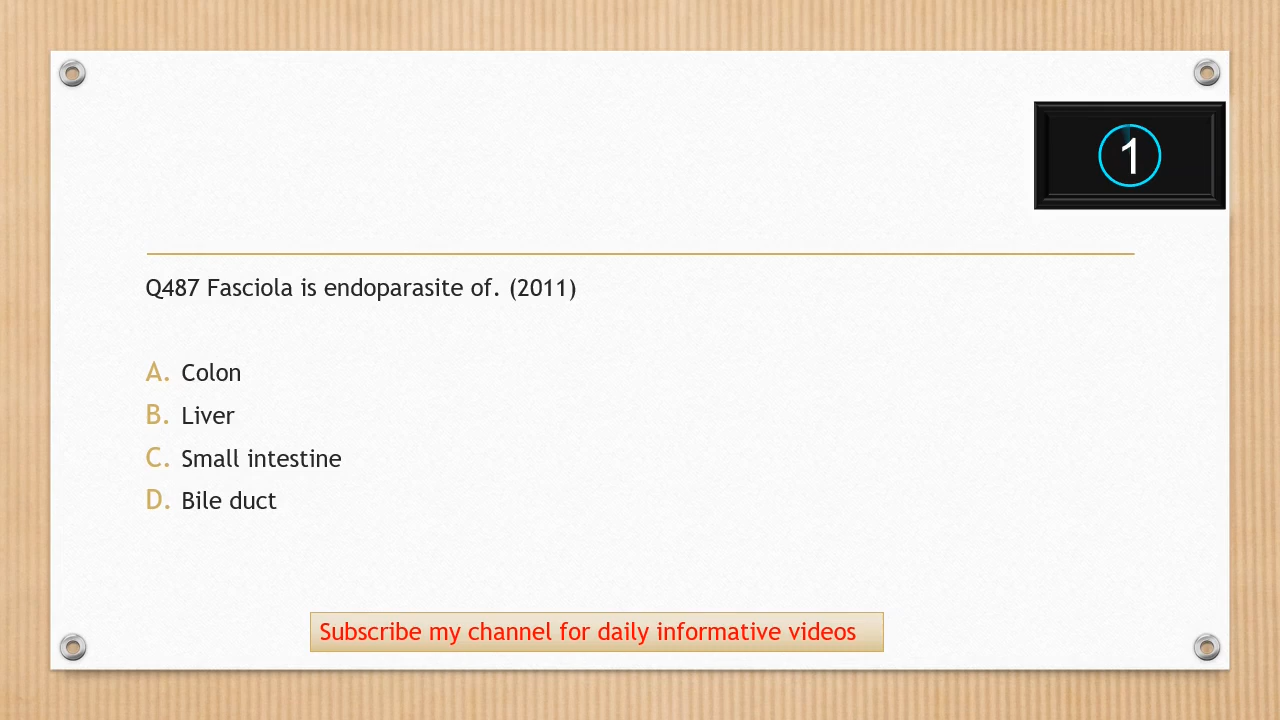 1
Q487 Fasciola is endoparasite of. (2011)
A. Colon
B. Liver
C. Small intestine
D. Bile duct
Subscribe my channel for daily informative videos